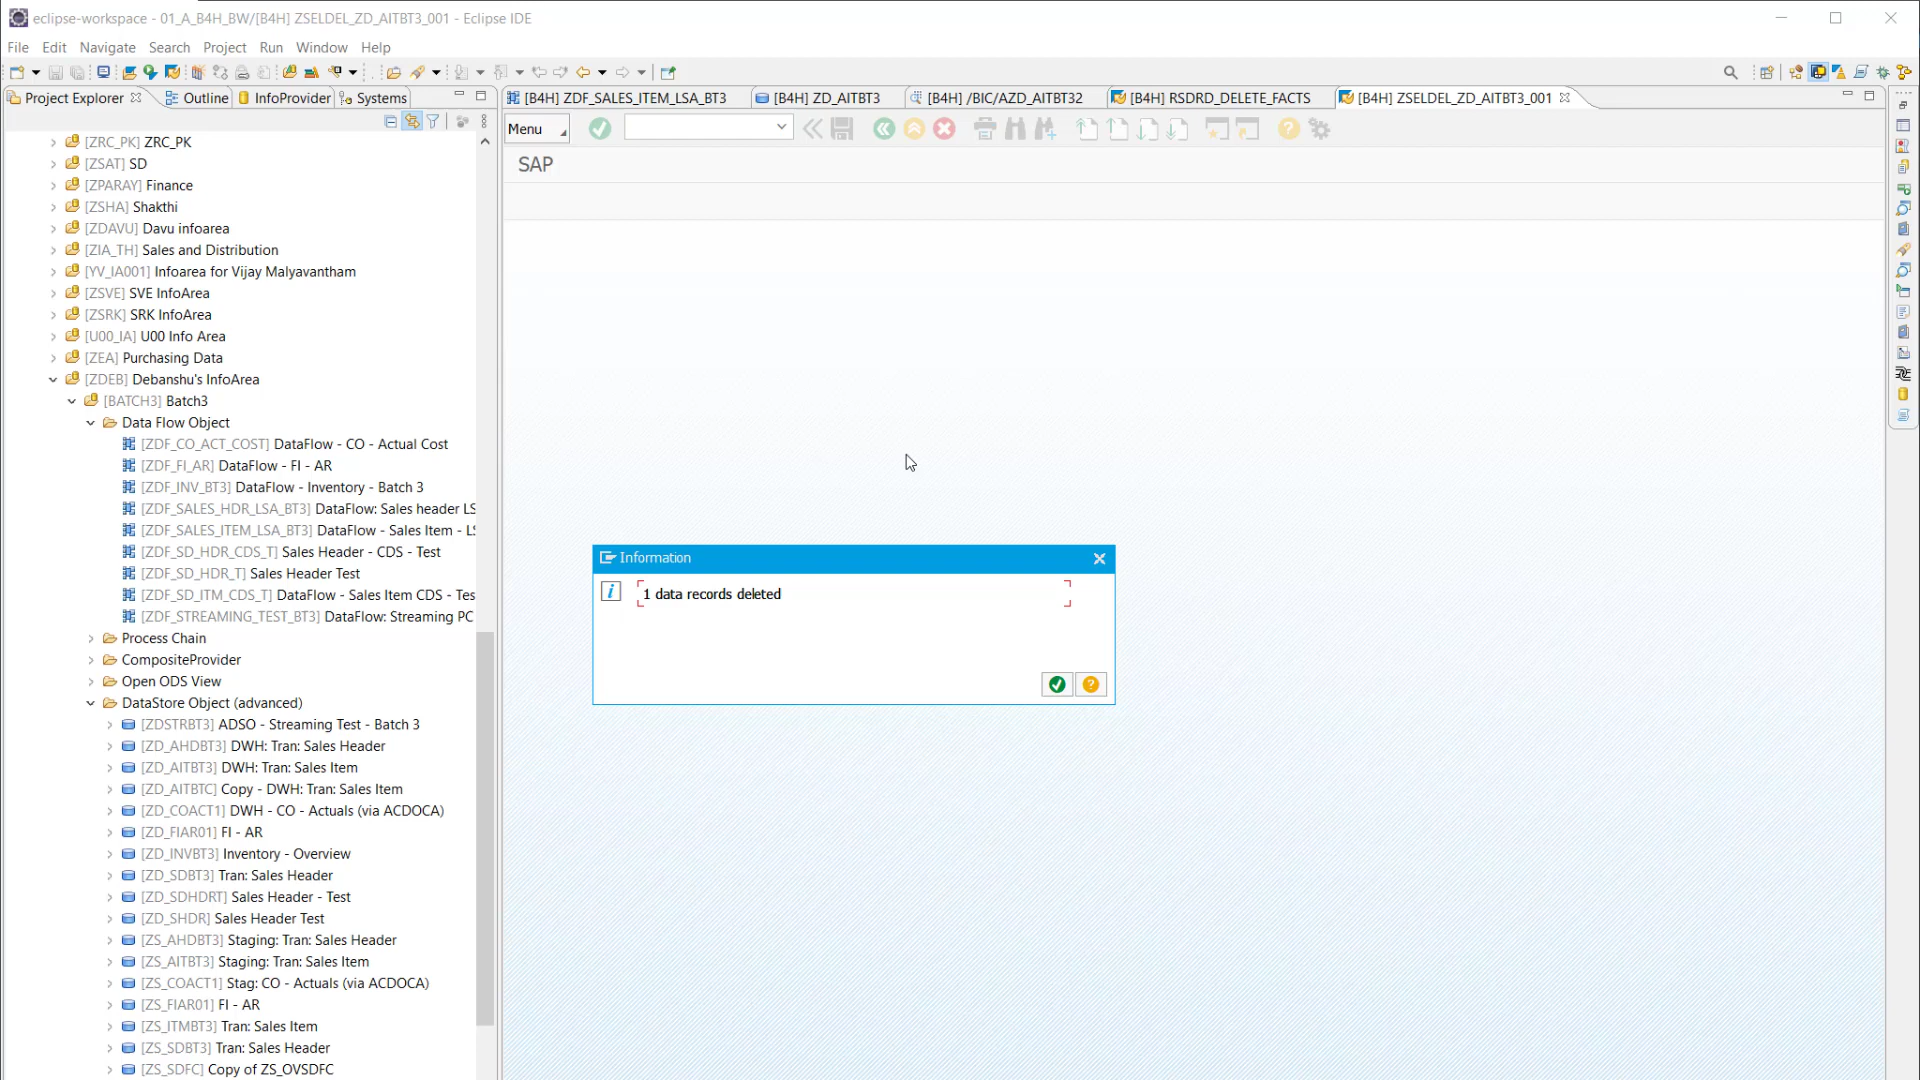 eclipse-workspace - 01_A_B4H_BW/[B4H] ZSELDEL_ZD_AITBT3_001 - Eclipse IDE
File Edit Navigate Search Project Run Window Help
Project Explorer Outline InfoProvider Systems
[B4H] ZDF_SALES_ITEM_LSA_BT3 [B4H] ZD_AITBT3 [B4H] /BIC/AZD_AITBT32 [B4H] RSDRD_DELETE_FACTS [B4H] ZSELDEL_ZD_AITBT3_001
Menu
SAP
[ZRC_PK] ZRC_PK
[ZSAT] SD
[ZPARAY] Finance
[ZSHA] Shakthi
[ZDAVU] Davu infoarea
[ZIA_TH] Sales and Distribution
[YV_IA001] Infoarea for Vijay Malyavantham
[ZSVE] SVE InfoArea
[ZSRK] SRK InfoArea
[U00_IA] U00 Info Area
[ZEA] Purchasing Data
[ZDEB] Debanshu's InfoArea
[BATCH3] Batch3
Data Flow Object
[ZDF_CO_ACT_COST] DataFlow - CO - Actual Cost
[ZDF_FI_AR] DataFlow - FI - AR
[ZDF_INV_BT3] DataFlow - Inventory - Batch 3
[ZDF_SALES_HDR_LSA_BT3] DataFlow: Sales header LS
[ZDF_SALES_ITEM_LSA_BT3] DataFlow - Sales Item - LS
[ZDF_SD_HDR_CDS_T] Sales Header - CDS - Test
[ZDF_SD_HDR_T] Sales Header Test
[ZDF_SD_ITM_CDS_T] DataFlow - Sales Item CDS - Tes
[ZDF_STREAMING_TEST_BT3] DataFlow: Streaming PC
Process Chain
CompositeProvider
Open ODS View
DataStore Object (advanced)
[ZDSTRBT3] ADSO - Streaming Test - Batch 3
[ZD_AHDBT3] DWH: Tran: Sales Header
[ZD_AITBT3] DWH: Tran: Sales Item
[ZD_AITBTC] Copy - DWH: Tran: Sales Item
[ZD_COACT1] DWH - CO - Actuals (via ACDOCA)
[ZD_FIAR01] FI - AR
[ZD_INVBT3] Inventory - Overview
[ZD_SDBT3] Tran: Sales Header
[ZD_SDHDRT] Sales Header - Test
[ZD_SHDR] Sales Header Test
[ZS_AHDBT3] Staging: Tran: Sales Header
[ZS_AITBT3] Staging: Tran: Sales Item
[ZS_COACT1] Stag: CO - Actuals (via ACDOCA)
[ZS_FIAR01] FI - AR
[ZS_ITMBT3] Tran: Sales Item
[ZS_SDBT3] Tran: Sales Header
[ZS_SDFC] Copy of ZS_OVSDFC
Information
1 data records deleted